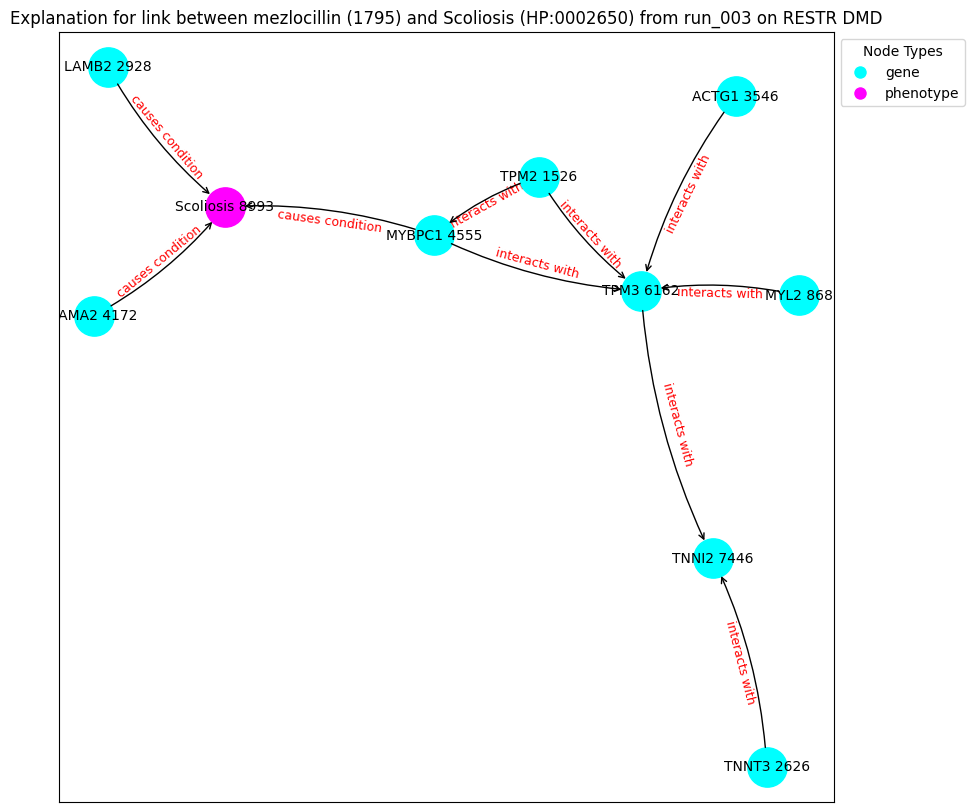 Explanation for link between mezlocillin (1795) and Scoliosis (HP:0002650) from run_003 on RESTR DMD
Node Types
gene
phenotype
LAMB2 2928
ACTG1 3546
causes condition
TPM2 1526
interacts with
interacts with
interacts with
Scoliosis 8993
causes condition
MYBPC1 4555
causes condition
interacts with
TPM3 6162
interacts with
MYL2 868
AMA2 4172
interacts with
TNNI2 7446
interacts with
TNNT3 2626